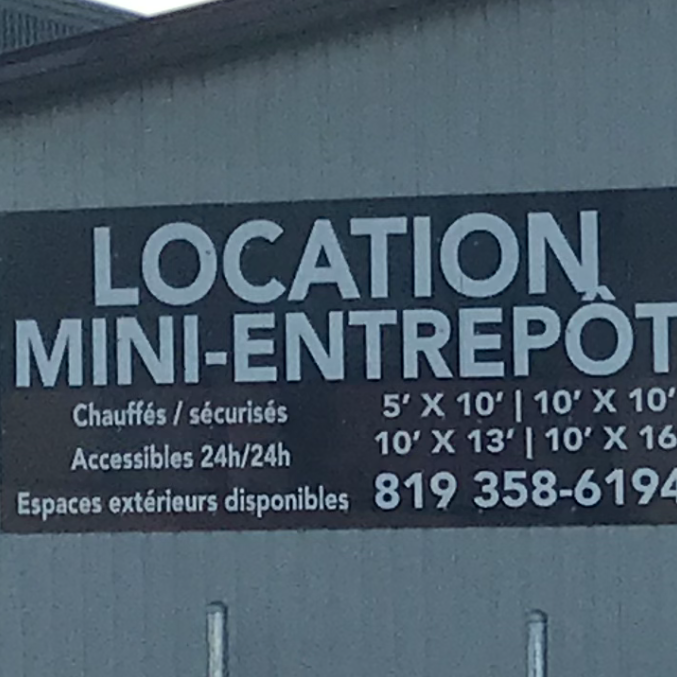 LOCATION
MINI-ENTREPÔT
Chauffés / sécurisés
Accessibles 24h/24h
Espaces extérieurs disponibles
5' X 10' | 10' X 10'
10' X 13' | 10' X 16
819 358-6194